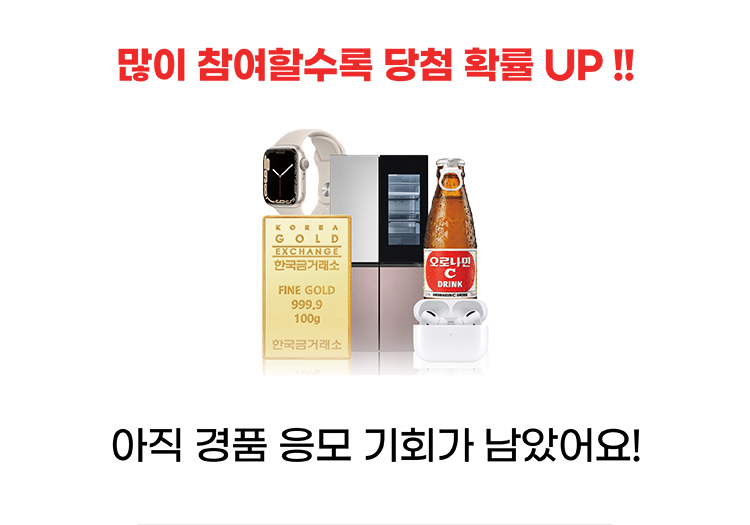 많이 참여할수록 당첨 확률 UP !!
KOREA
GOLD
EXCHANGE
한국금거래소
FINE GOLD
999.9
100g
한국금거래소
오로나민
C
DRINK
ORONAMIN C DRINK
아직 경품 응모 기회가 남았어요!